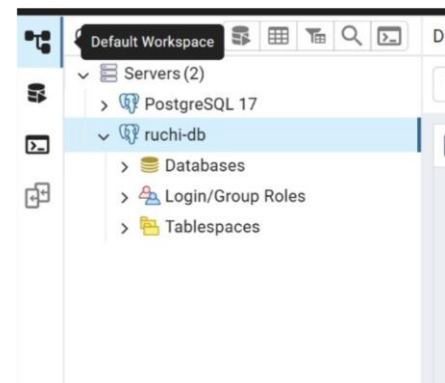 Default Workspace
D
Servers (2)
PostgreSQL 17
ruchi-db
Databases
Login/Group Roles
Tablespaces